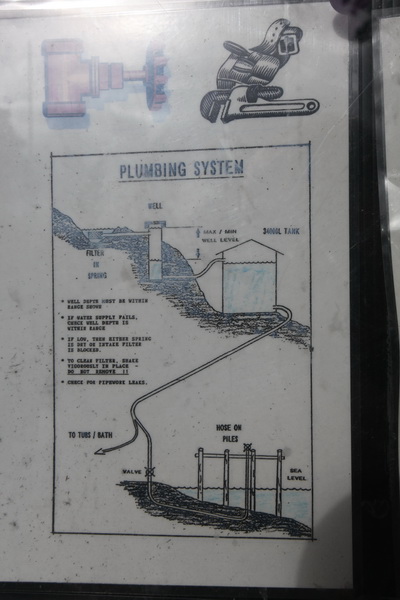 PLUMBING SYSTEM
WELL
MAX / MIN
WELL LEVEL
3400L TANK
FILTER
IN
SPRING
* WELL DEPTH MUST BE WITHIN
RANGE SHOWN
* IF WATER SUPPLY FAILS,
CHECK WELL DEPTH IS
WITHIN RANGE
* IF LOW, THEN EITHER SPRING
IS DRY OR INTAKE FILTER
IS BLOCKED.
* TO CLEAN FILTER, SHAKE
VIGOROUSLY IN PLACE -
DO NOT REMOVE !!
* CHECK FOR PIPEWORK LEAKS.
TO TUBS / BATH
HOSE ON
PILES
VALVE
SEA
LEVEL